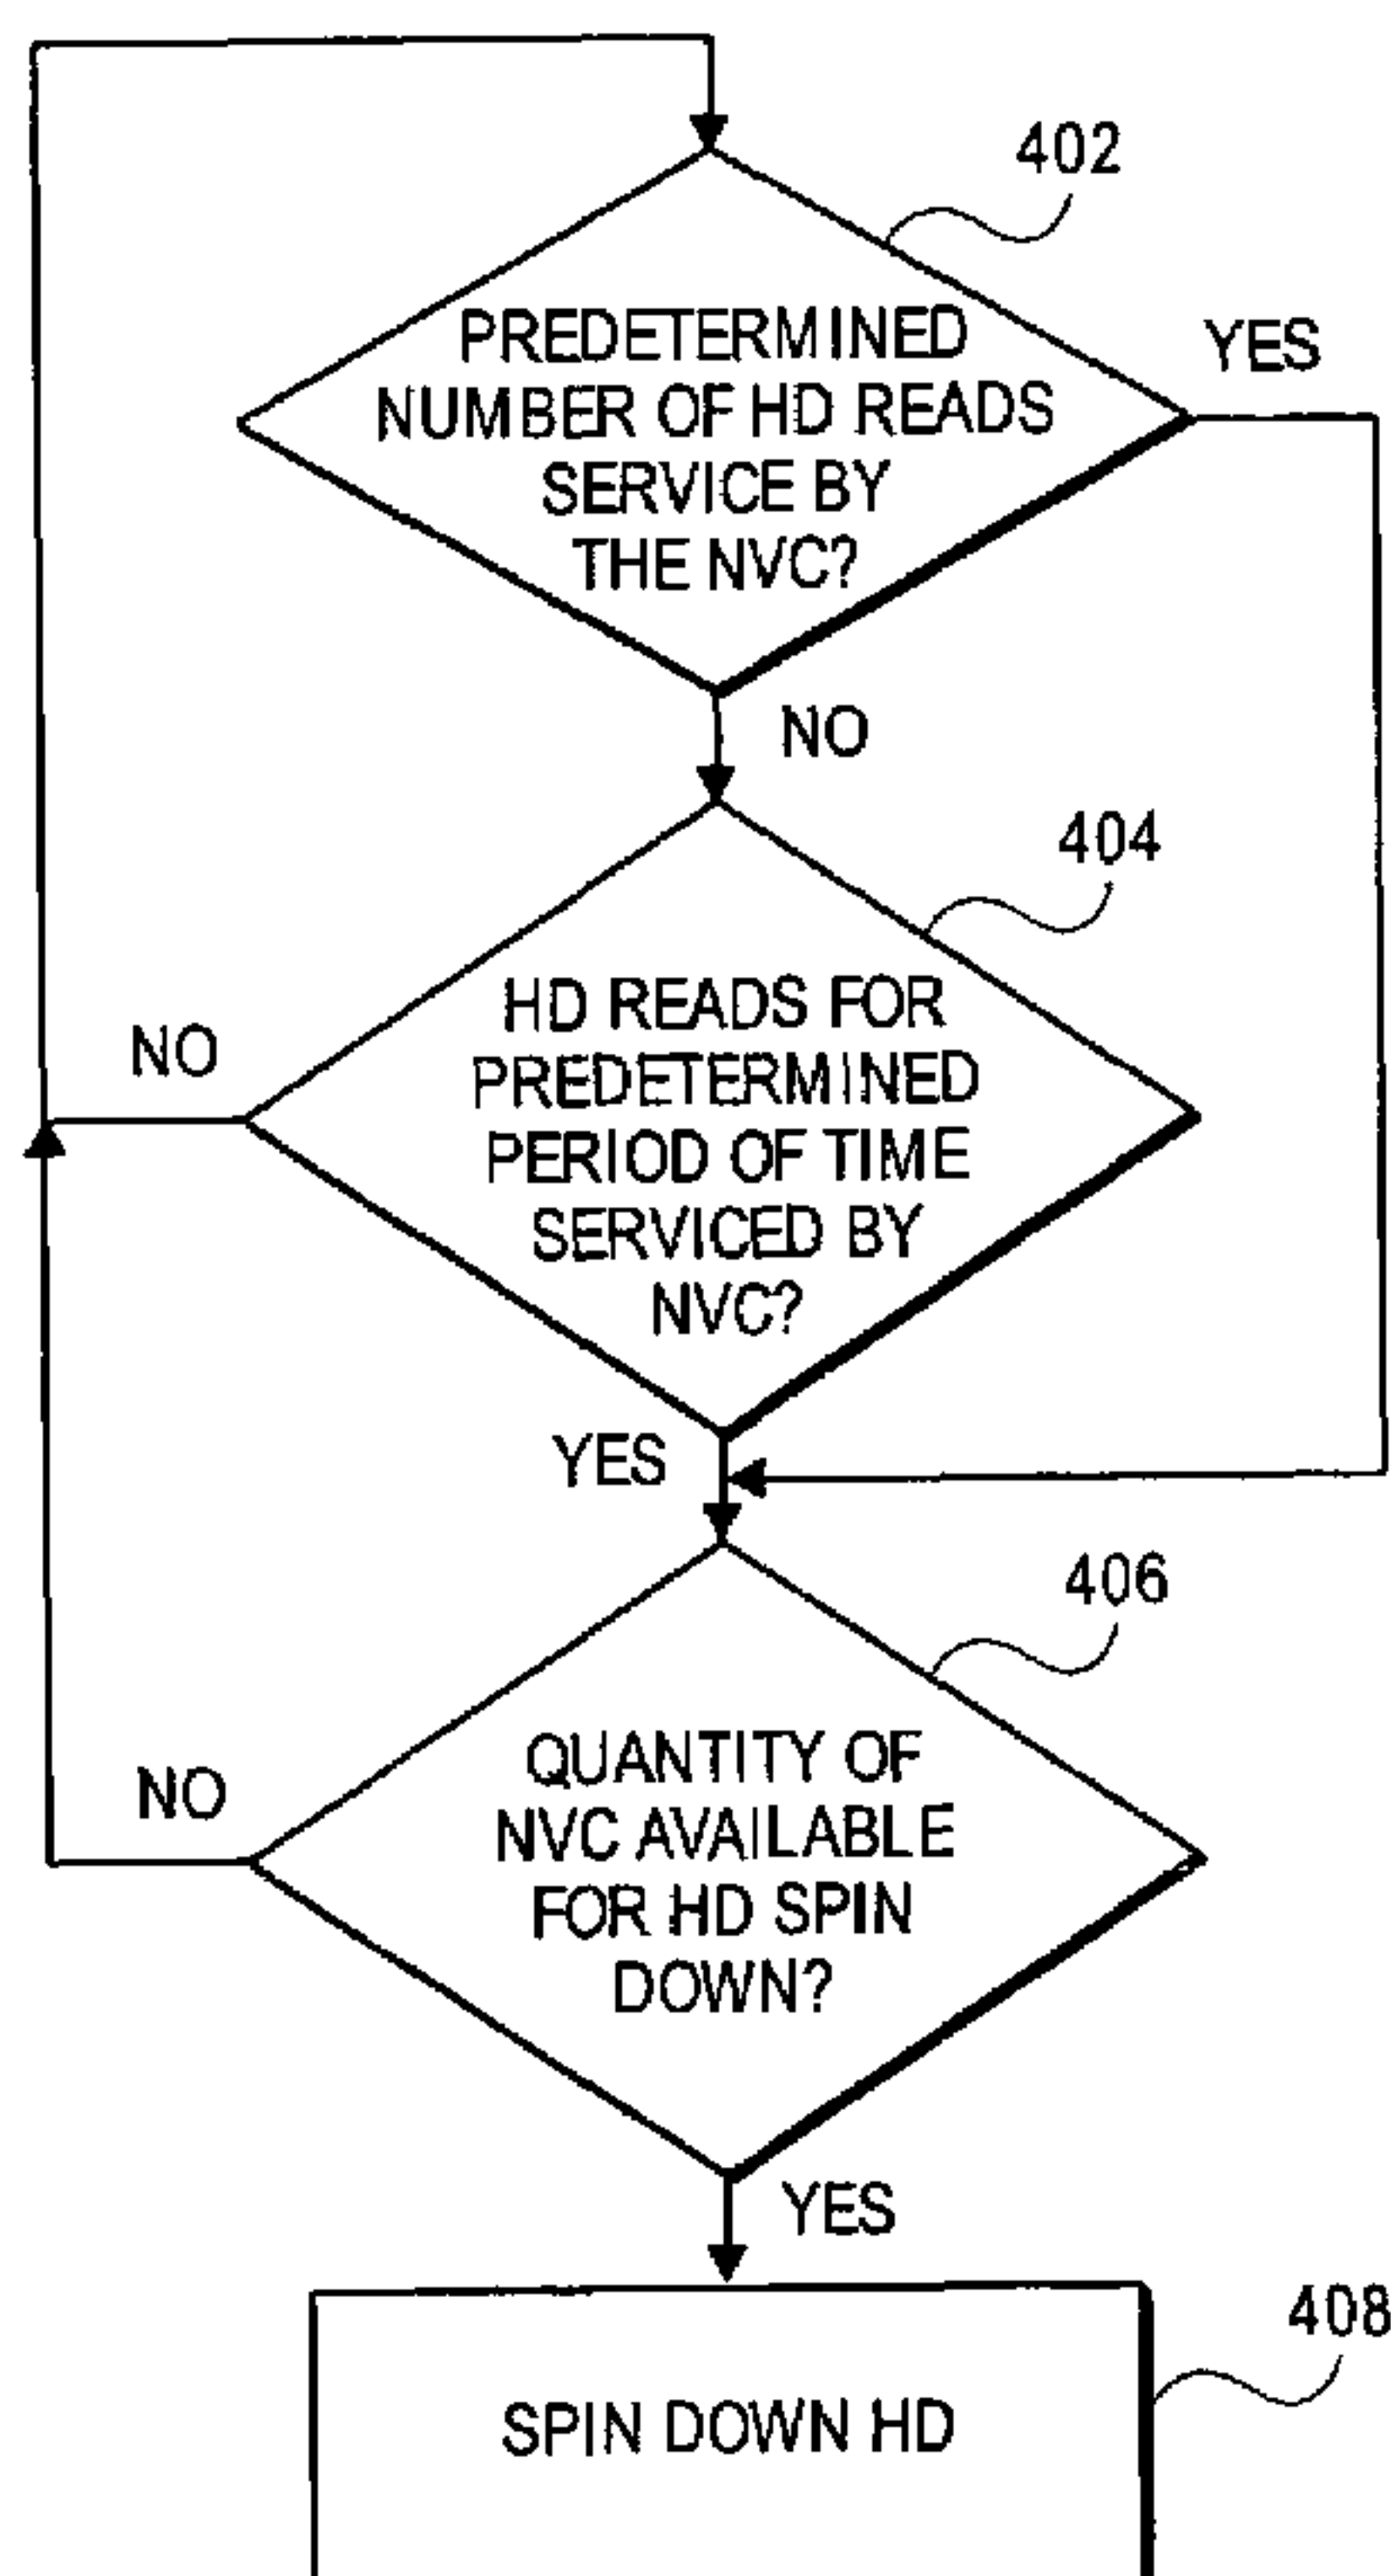 402
PREDETERMINED
NUMBER OF HD READS
SERVICE BY
THE NVC?
YES
NO
404
HD READS FOR
PREDETERMINED
PERIOD OF TIME
SERVICED BY
NVC?
NO
YES
406
QUANTITY OF
NVC AVAILABLE
FOR HD SPIN
DOWN?
NO
YES
408
SPIN DOWN HD